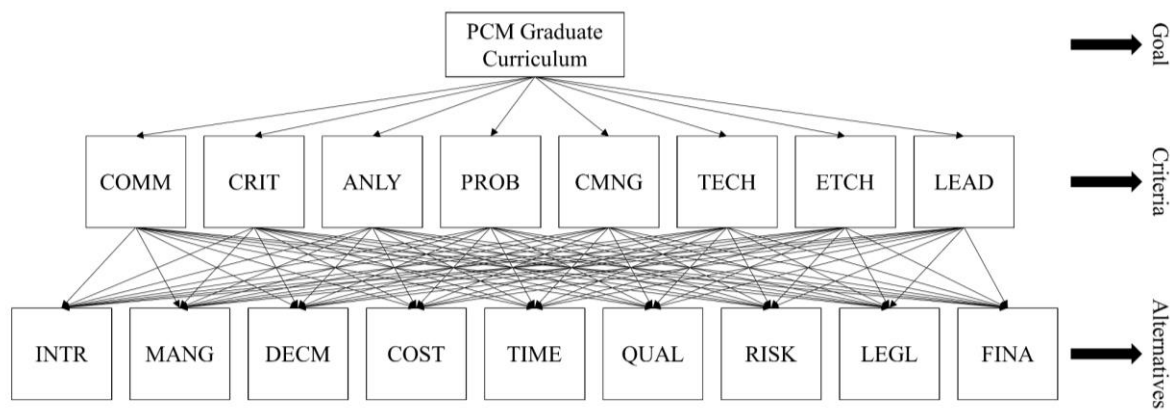 PCM Graduate
Curriculum
Goal
COMM CRIT ANLY PROB CMNG TECH ETCH LEAD
Criteria
INTR MANG DECM COST TIME QUAL RISK LEGL FINA
Alternatives